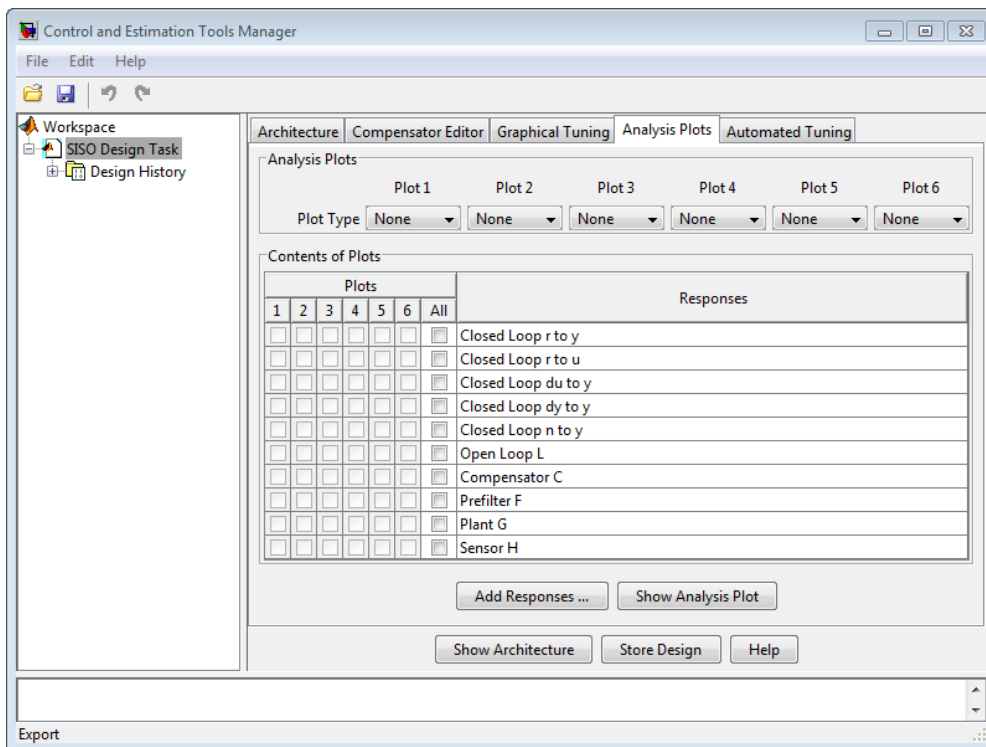 Control and Estimation Tools Manager
File Edit Help
Workspace
SISO Design Task
Design History
Architecture Compensator Editor Graphical Tuning Analysis Plots Automated Tuning
Analysis Plots
Plot 1 Plot 2 Plot 3 Plot 4 Plot 5 Plot 6
Plot Type None None None None None None
Contents of Plots
Plots
Responses
1 2 3 4 5 6 All
Closed Loop r to y
Closed Loop r to u
Closed Loop du to y
Closed Loop dy to y
Closed Loop n to y
Open Loop L
Compensator C
Prefilter F
Plant G
Sensor H
Add Responses ... Show Analysis Plot
Show Architecture Store Design Help
Export